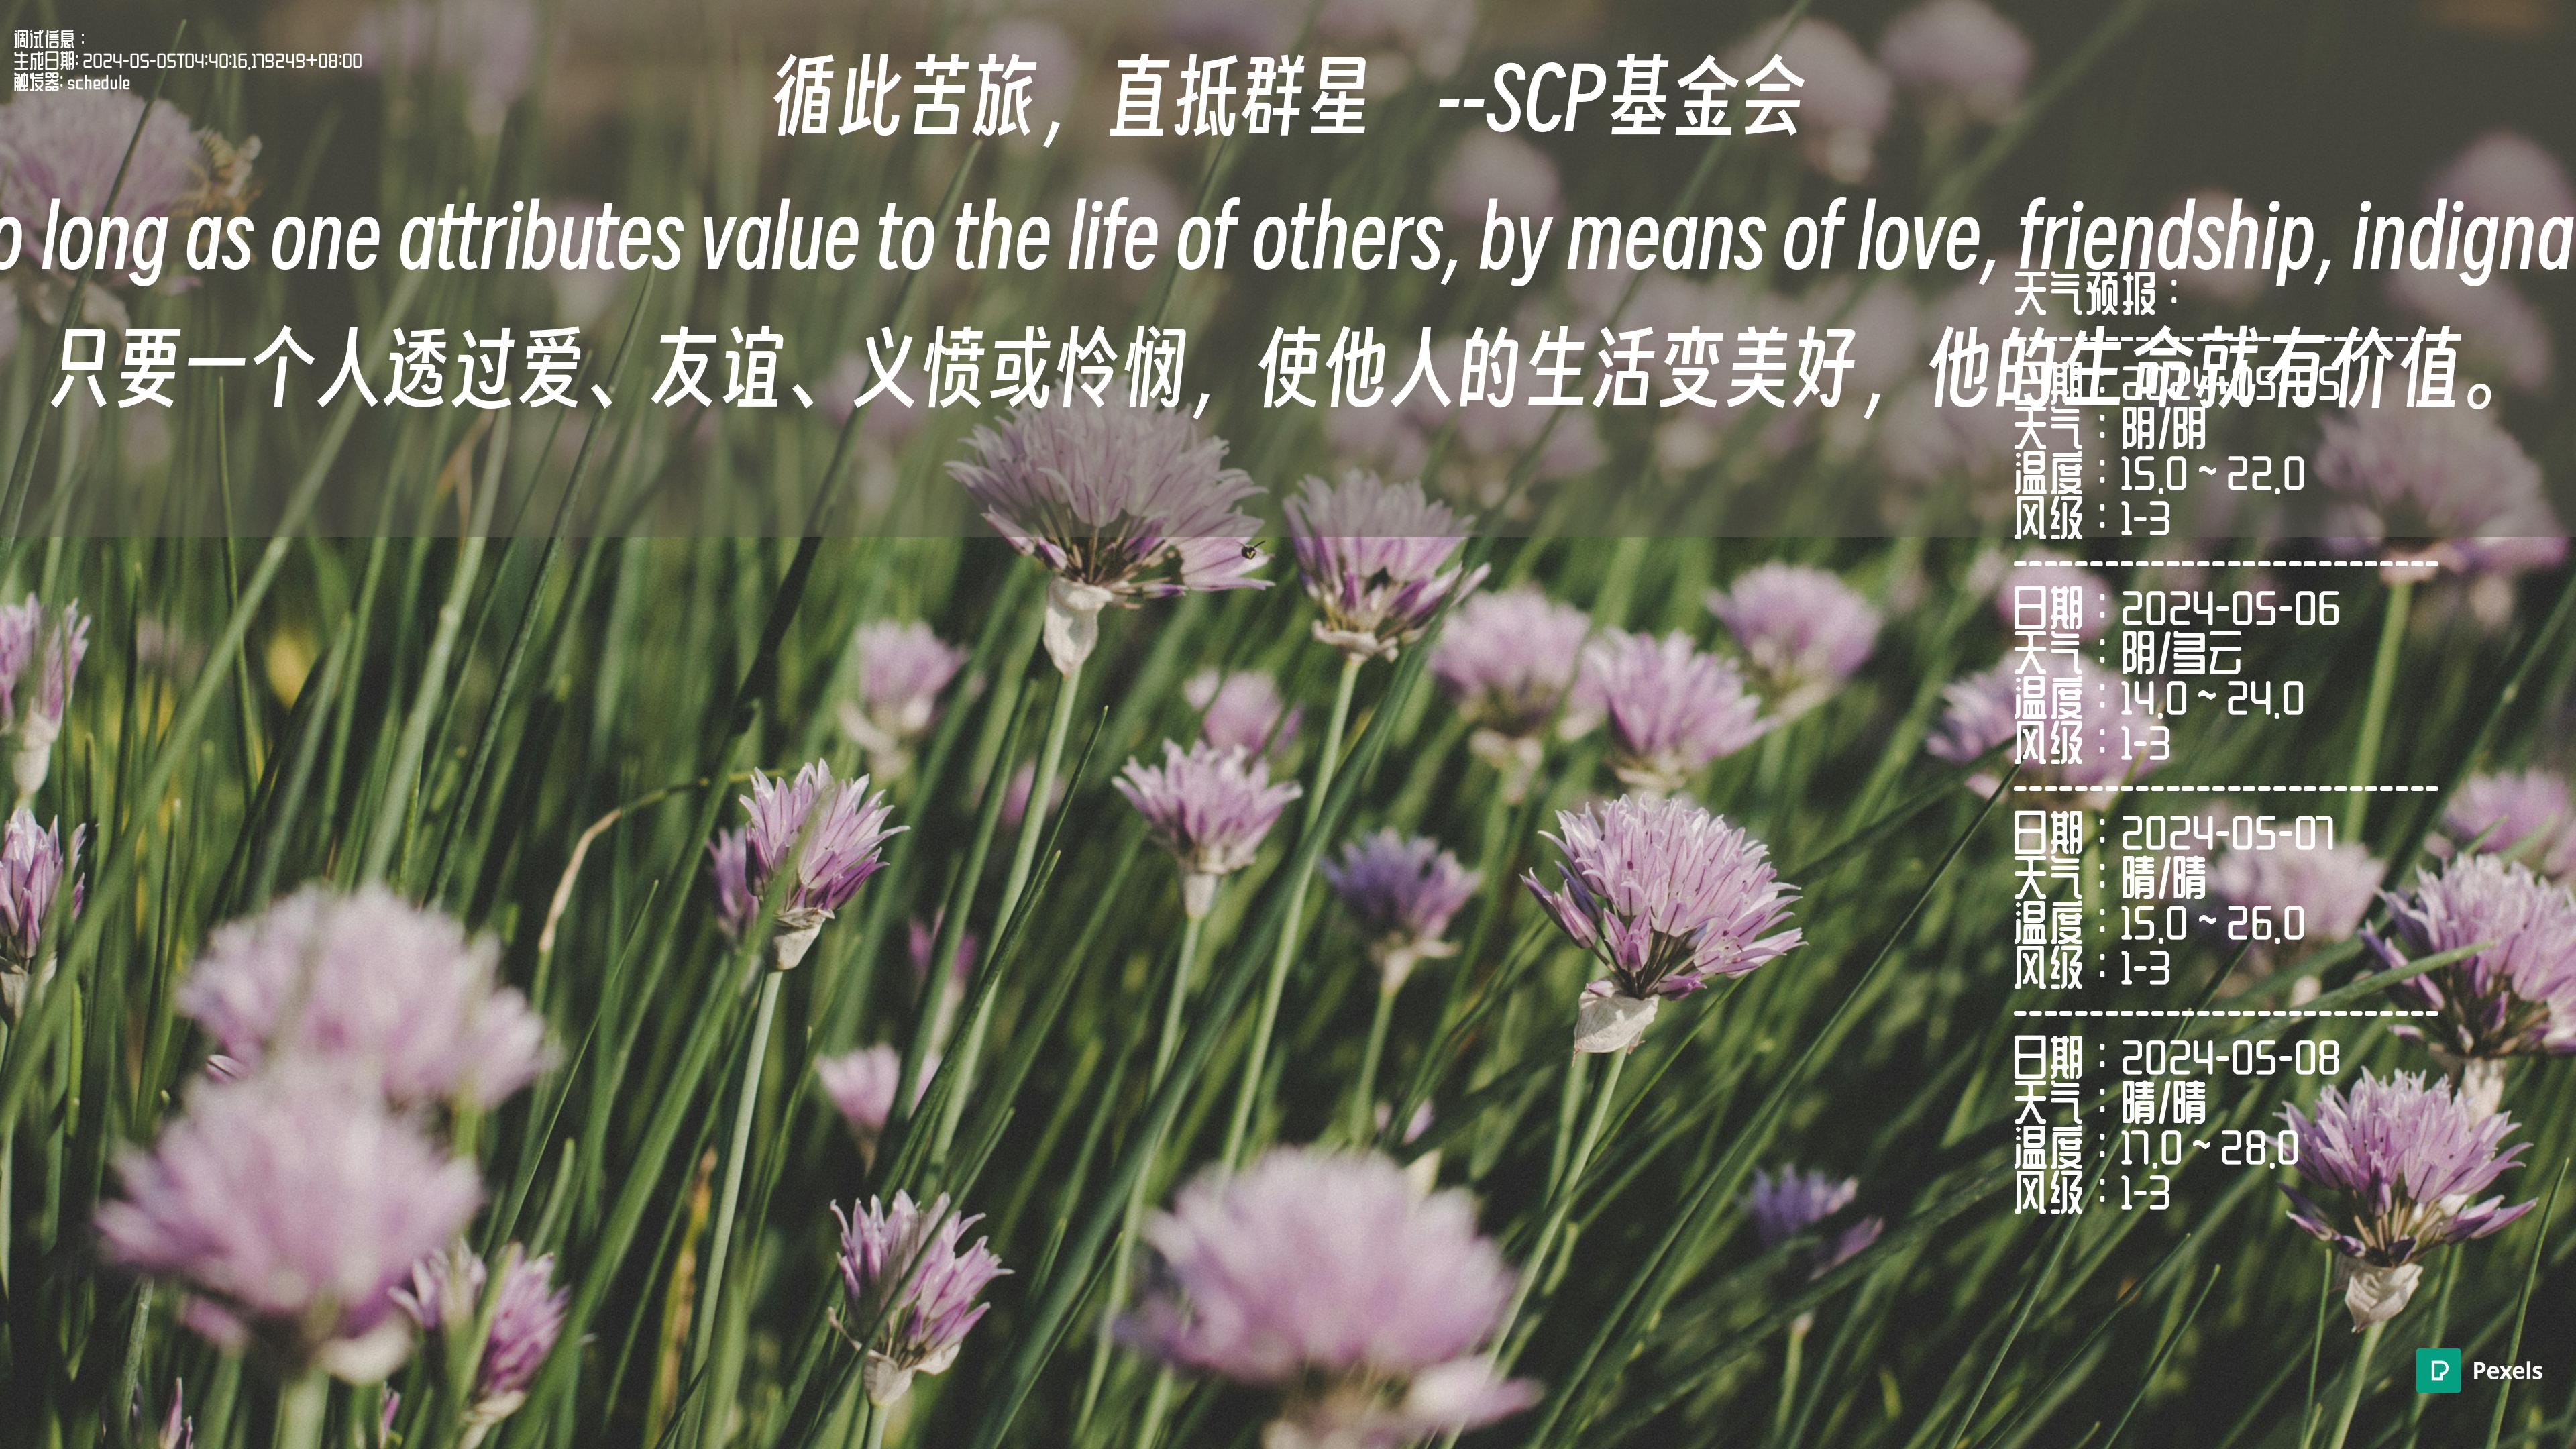 调试信息：
生成日期: 2024-05-05T04:40:16.179249+08:00
触发器: schedule
循此苦旅，直抵群星 --SCP基金会
long as one attributes value to the life of others, by means of love, friendship,
只要一个人透过爱、友谊、义愤或怜悯，使他人的生活变美好，他的生命就有价值。
天气预报：
----------------------------
日期：2024-05-05
天气：阴/阴
温度：15.0 ~ 22.0
风级：1-3
----------------------------
日期：2024-05-06
天气：阴/多云
温度：14.0 ~ 24.0
风级：1-3
----------------------------
日期：2024-05-07
天气：晴/晴
温度：15.0 ~ 26.0
风级：1-3
----------------------------
日期：2024-05-08
天气：晴/晴
温度：17.0 ~ 28.0
风级：1-3
Pexels